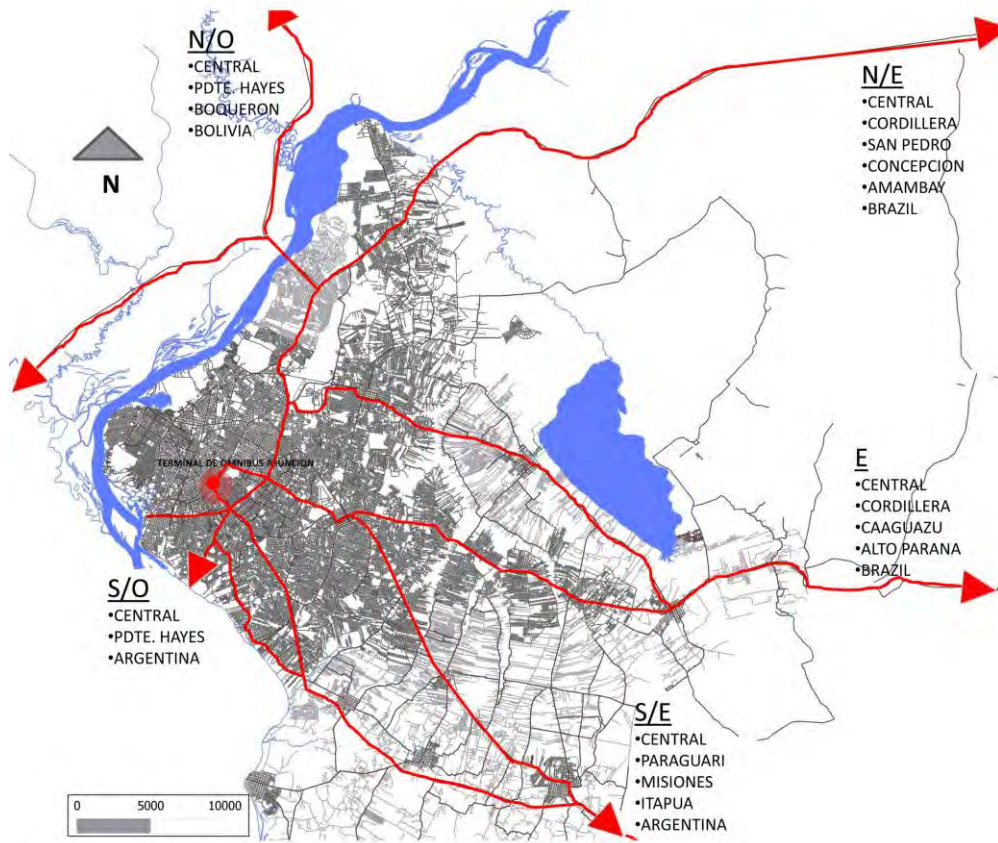 N/O
•CENTRAL
•PDTE. HAYES
•BOQUERON
•BOLIVIA
N
N/E
•CENTRAL
•CORDILLERA
•SAN PEDRO
•CONCEPCION
•AMAMBAY
•BRAZIL
TERMINAL DE OMNIBUS ASUNCION
E
•CENTRAL
•CORDILLERA
•CAAGUAZU
•ALTO PARANA
•BRAZIL
S/O
•CENTRAL
•PDTE. HAYES
•ARGENTINA
S/E
•CENTRAL
•PARAGUARI
•MISIONES
•ITAPUA
•ARGENTINA
0 5000 10000